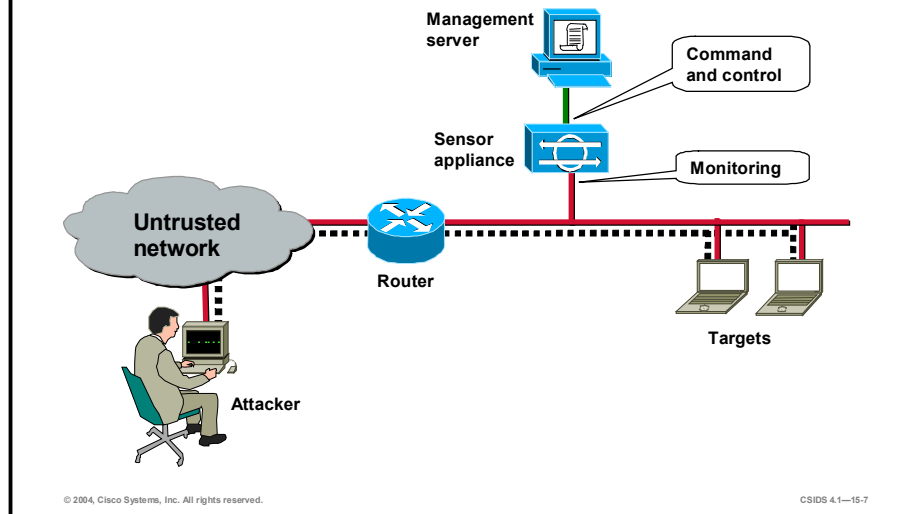 Management
server
Command
and control
Sensor
appliance
Monitoring
Untrusted
network
Router
Targets
Attacker
© 2004, Cisco Systems, Inc. All rights reserved.
CSIDS 4.1—15-7